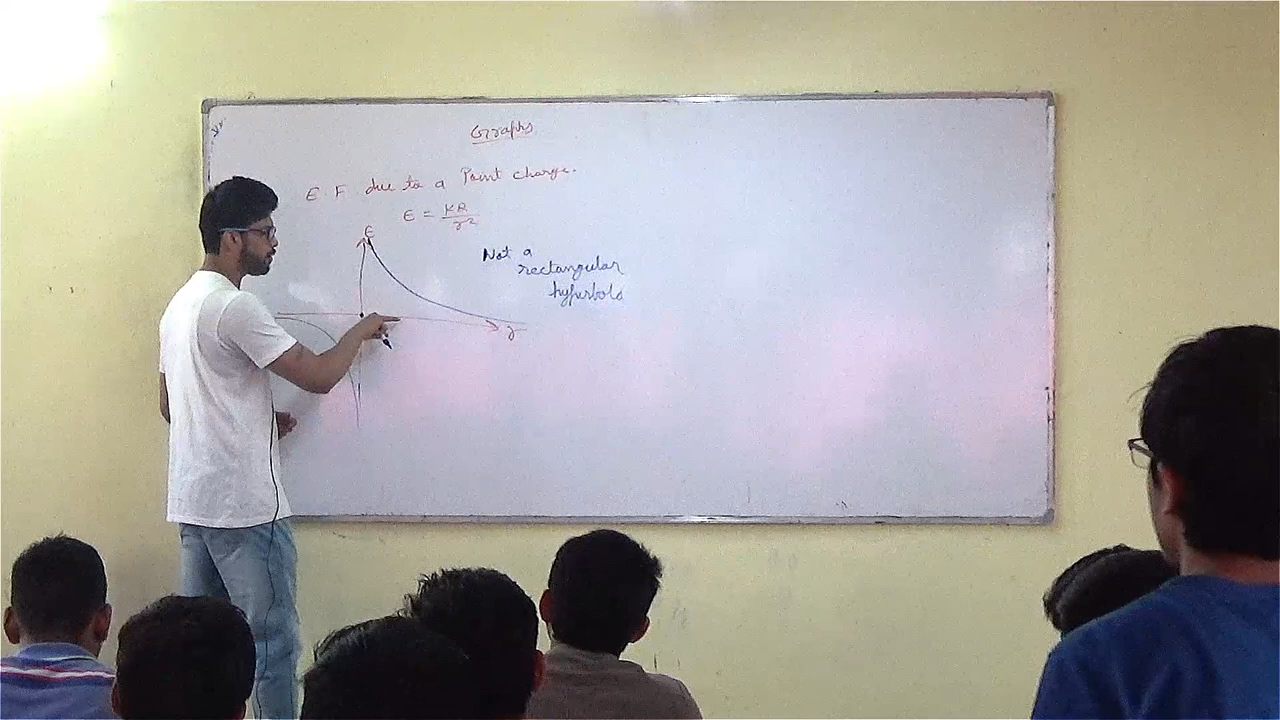 Graphs
E.F due to a Point charge.
E = KQ/r²
E
Not a
rectangular
hyperbola
r